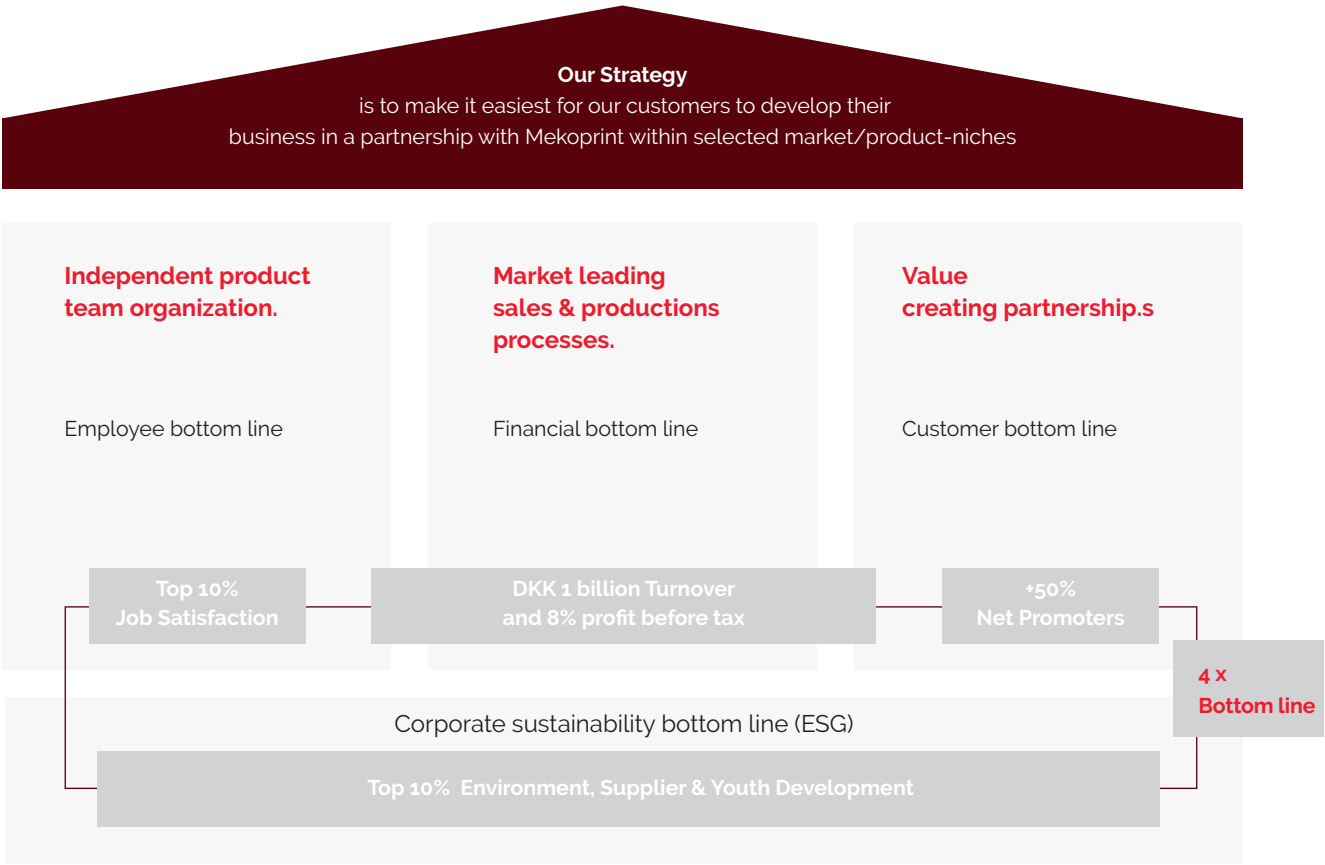 Our Strategy
is to make it easiest for our customers to develop their
business in a partnership with Mekoprint within selected market/product-niches
Independent product
team organization.
Employee bottom line
Top 10%
Job Satisfaction
Market leading
sales & productions
processes.
Financial bottom line
DKK 1 billion Turnover
and 8% profit before tax
Value
creating partnership.s
Customer bottom line
+50%
Net Promoters
4 x
Bottom line
Corporate sustainability bottom line (ESG)
Top 10% Environment, Supplier & Youth Development